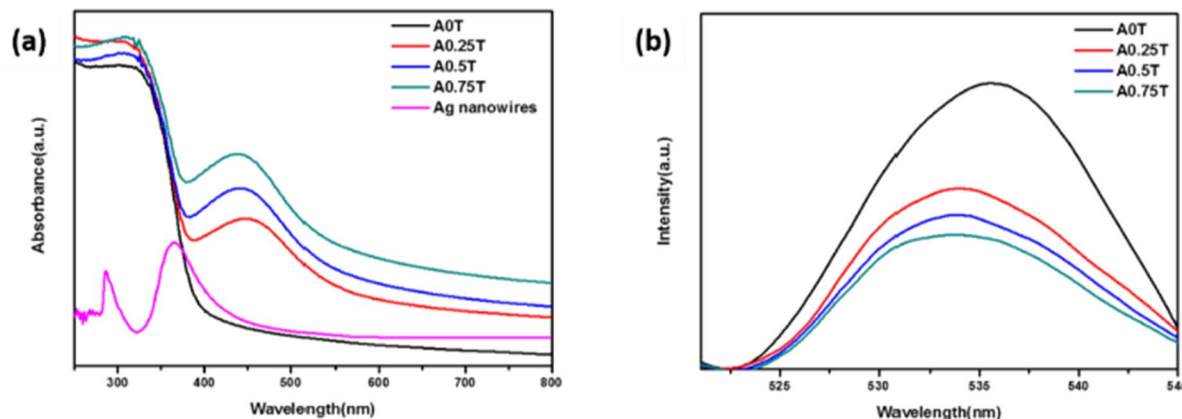 (a)
A0T
A0.25T
A0.5T
A0.75T
Ag nanowires
Absorbance(a.u.)
300 400 500 600 700 800
Wavelength(nm)
(b)
A0T
A0.25T
A0.5T
A0.75T
Intensity(a.u.)
525 530 535 540
Wavelength(nm)